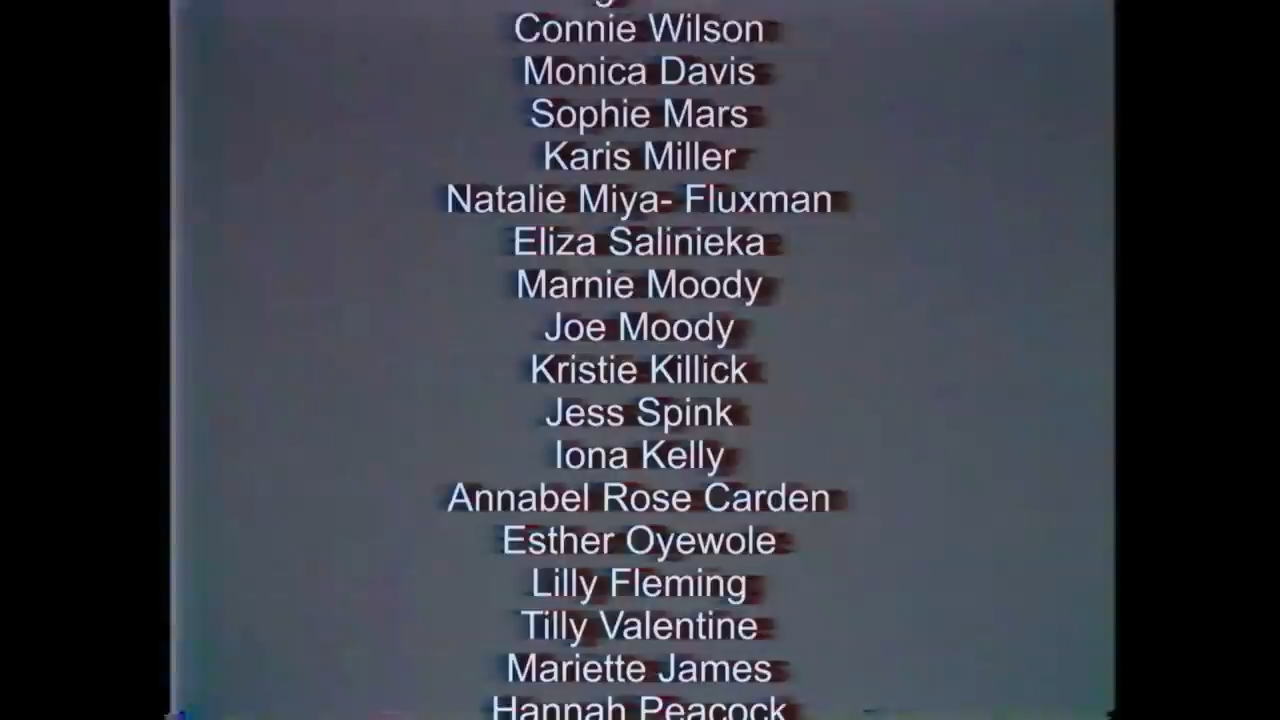 Connie Wilson
Monica Davis
Sophie Mars
Karis Miller
Natalie Miya- Fluxman
Eliza Salinieka
Marnie Moody
Joe Moody
Kristie Killick
Jess Spink
Iona Kelly
Annabel Rose Carden
Esther Oyewole
Lilly Fleming
Tilly Valentine
Mariette James
Hannah Peacock